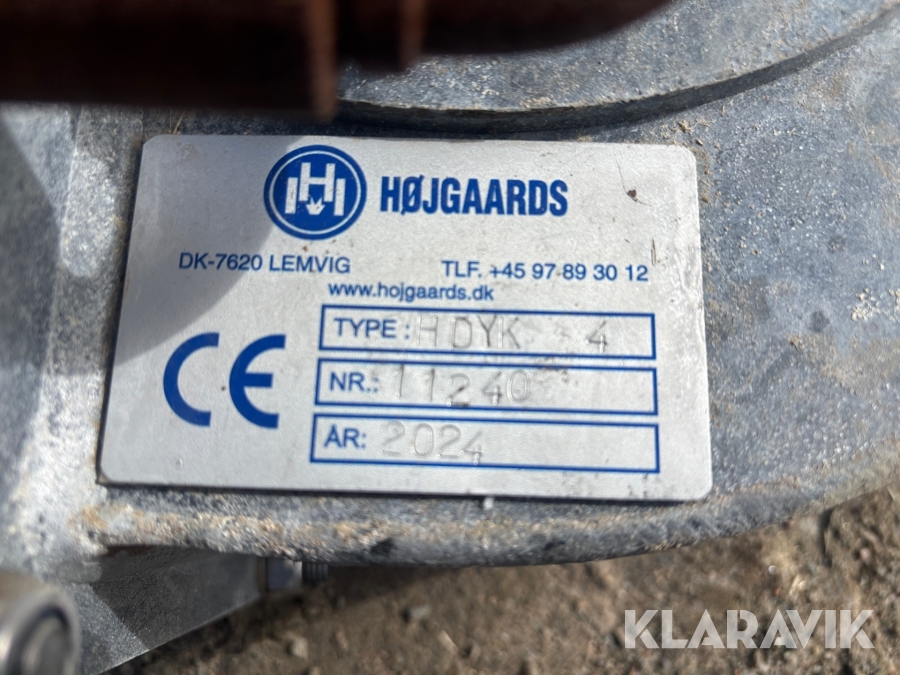 HØJGAARDS
DK-7620 LEMVIG TLF. +45 97 89 30 12
www.hojgaards.dk
TYPE: HDYK 4
NR.: 11240
ÅR: 2024
CE
KLARAVIK